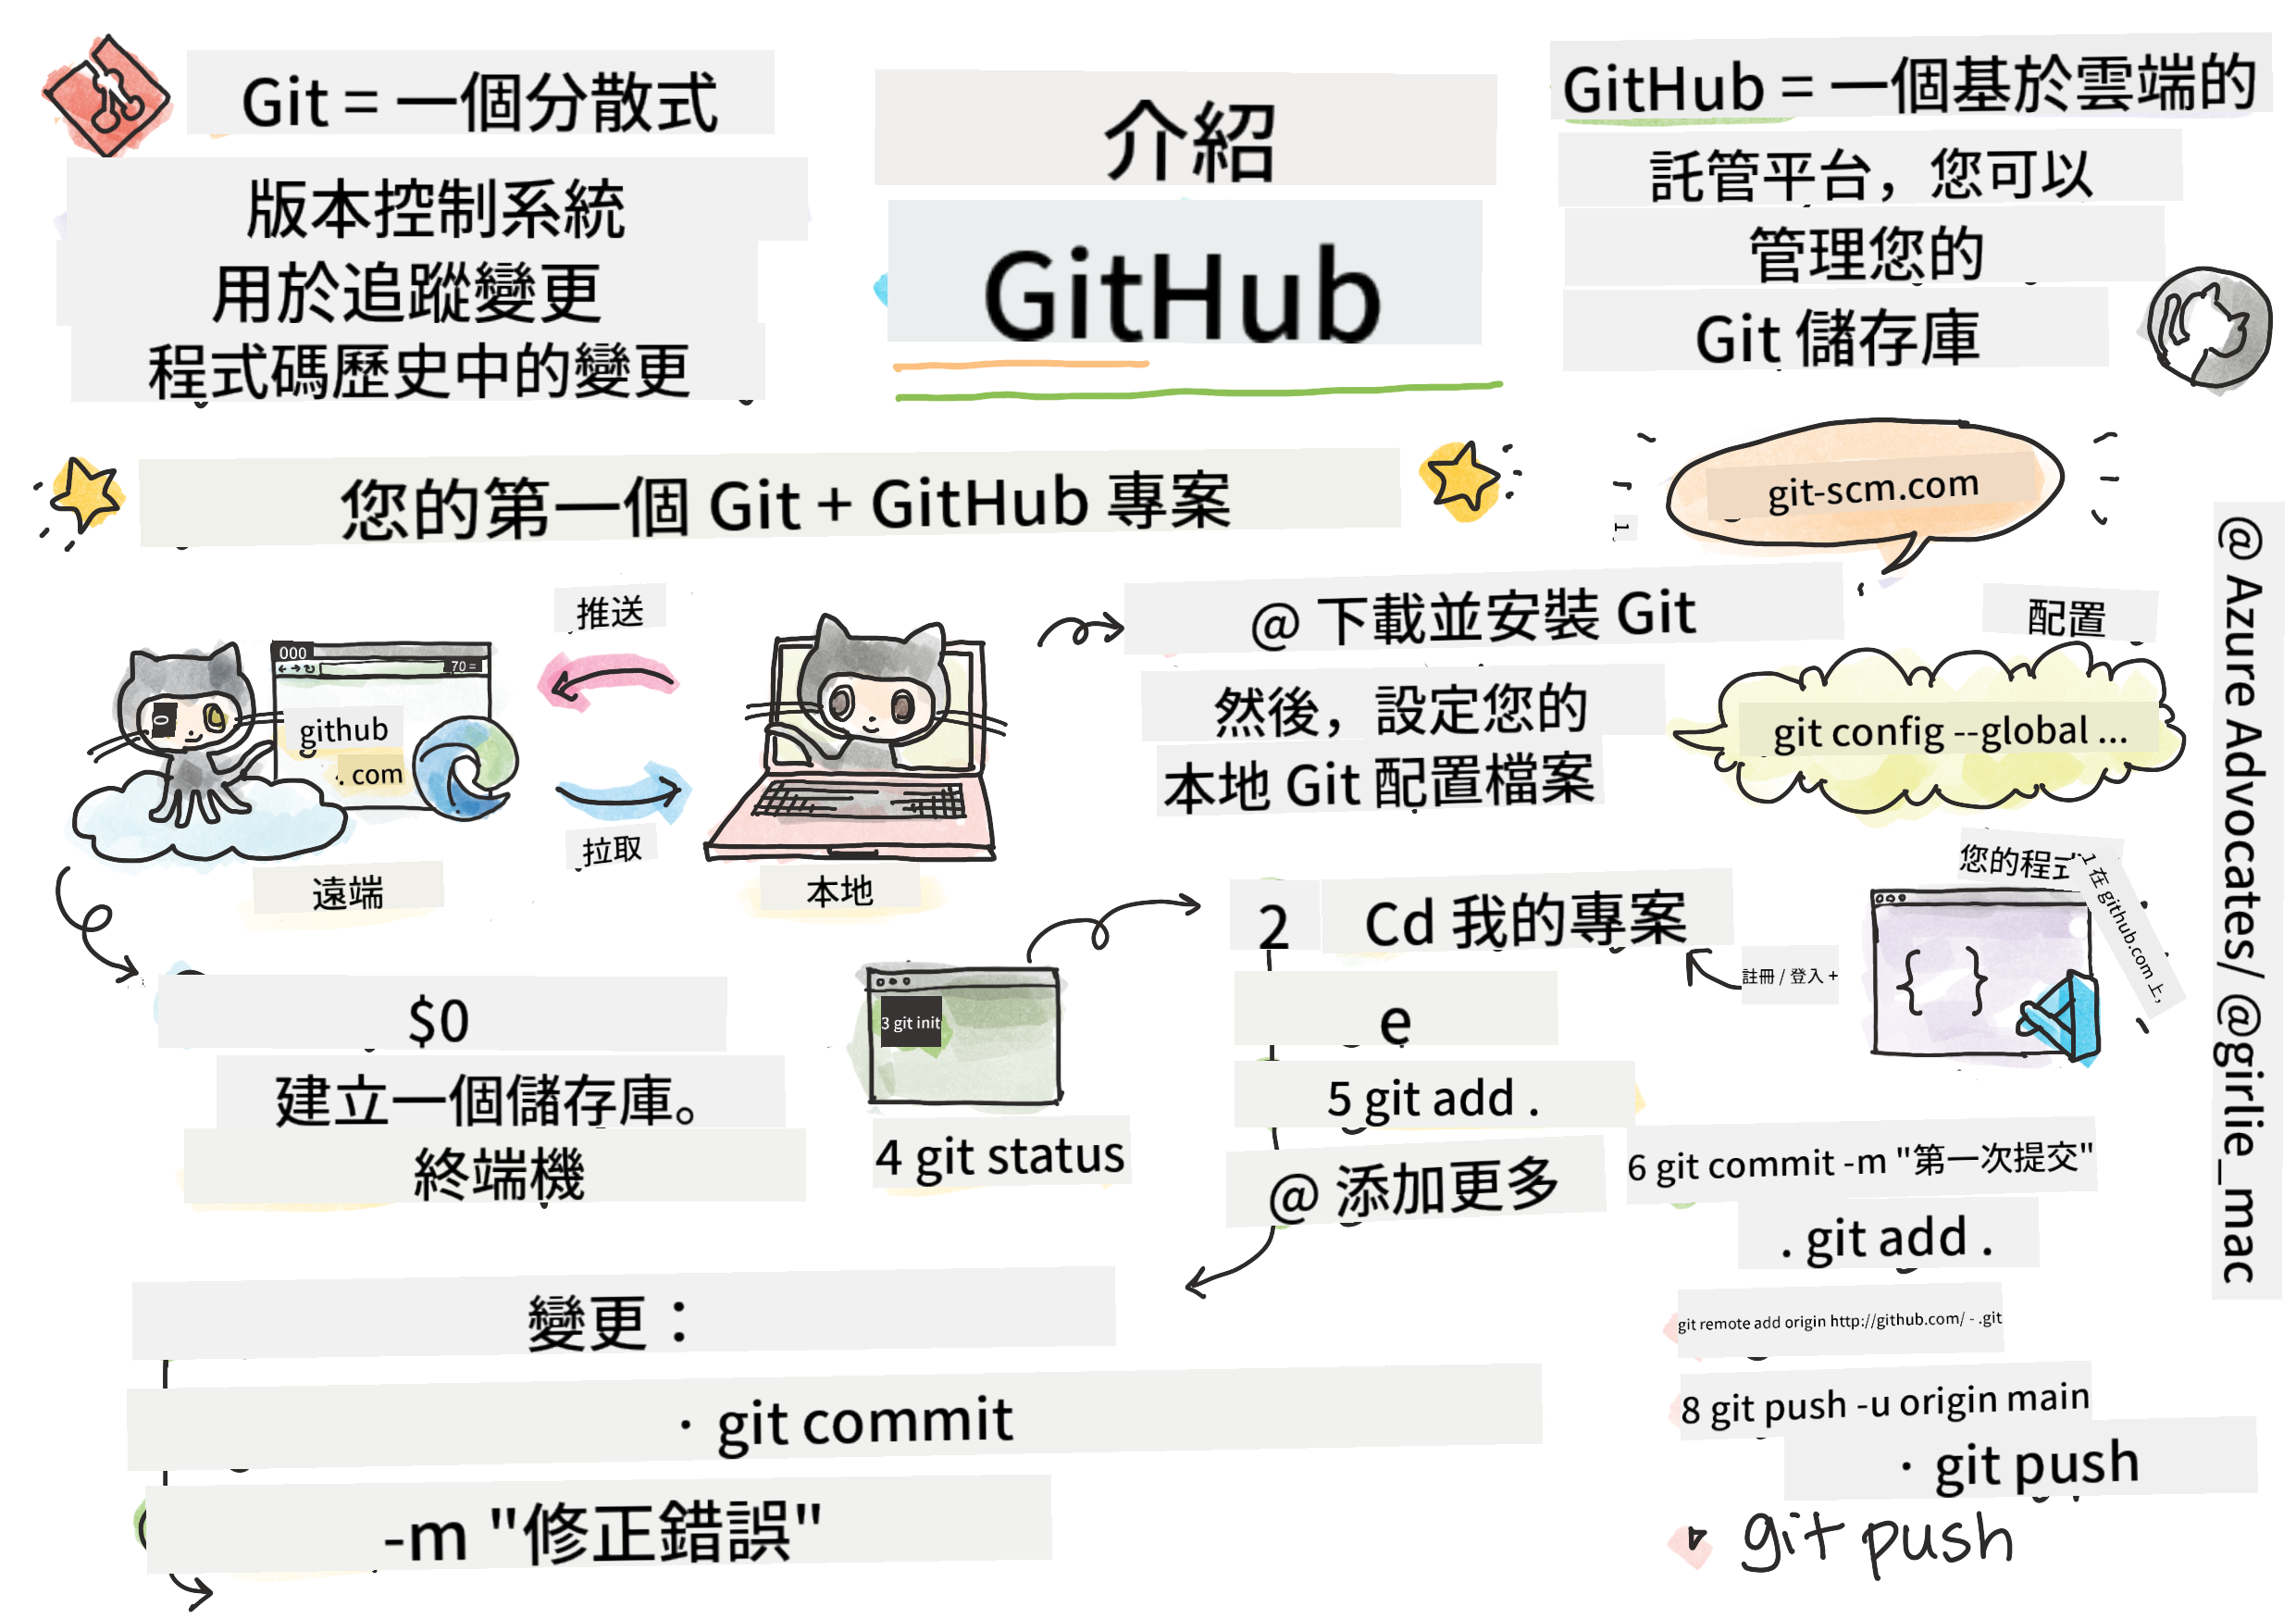 Git = 一個分散式
版本控制系統
用於追蹤變更
程式碼歷史中的變更
介紹
GitHub
GitHub = 一個基於雲端的
託管平台，您可以
管理您的
Git 儲存庫
您的第一個 Git + GitHub 專案
git-scm.com
1
@ Azure Advocates/ @girlie_mac
推送
拉取
000
70 =
0
github
. com
遠端
本地
@ 下載並安裝 Git
然後，設定您的
本地 Git 配置檔案
配置
git config --global ...
您的程式
1 在 github.com 上，
$0
建立一個儲存庫。
終端機
3 git init
4 git status
2
Cd 我的專案
註冊 / 登入 +
e
5 git add .
@ 添加更多
6 git commit -m "第一次提交"
. git add .
git remote add origin http://github.com/ - .git
8 git push -u origin main
· git push
git push
變更：
· git commit
-m "修正錯誤"